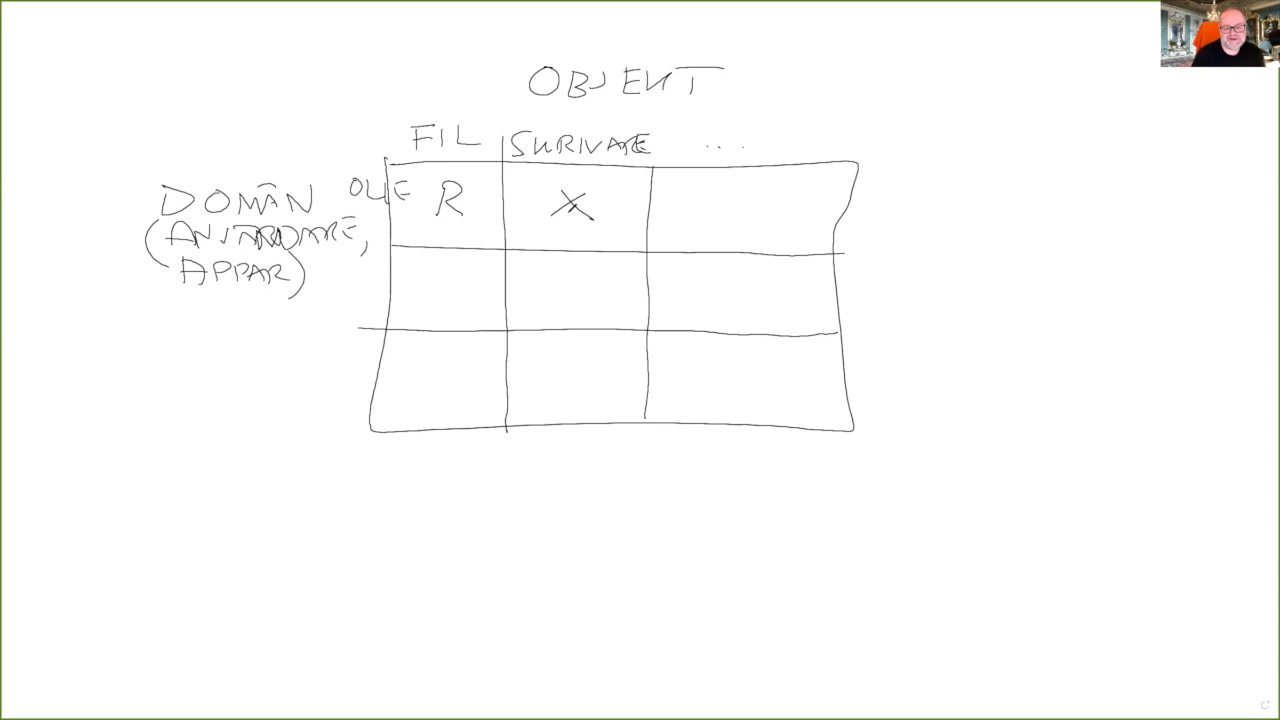 OBJEKT
FIL SKRIVARE ...
DOMÄN OLLE R X
(ANVÄNDARE,
APPAR)